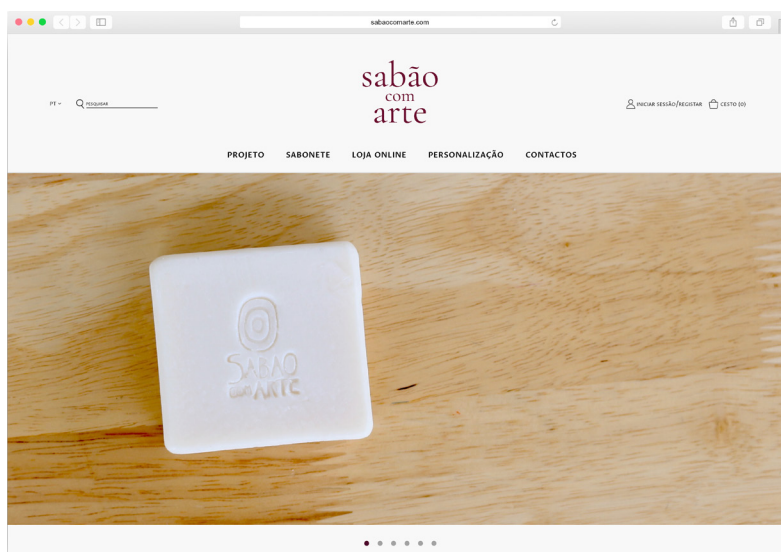 sabaocomarte.com
sabão
com
arte
PT
PESQUISAR
INICIAR SESSÃO/REGISTAR
CESTO (0)
PROJETO SABONETE LOJA ONLINE PERSONALIZAÇÃO CONTACTOS
SABAO
COM ARTE